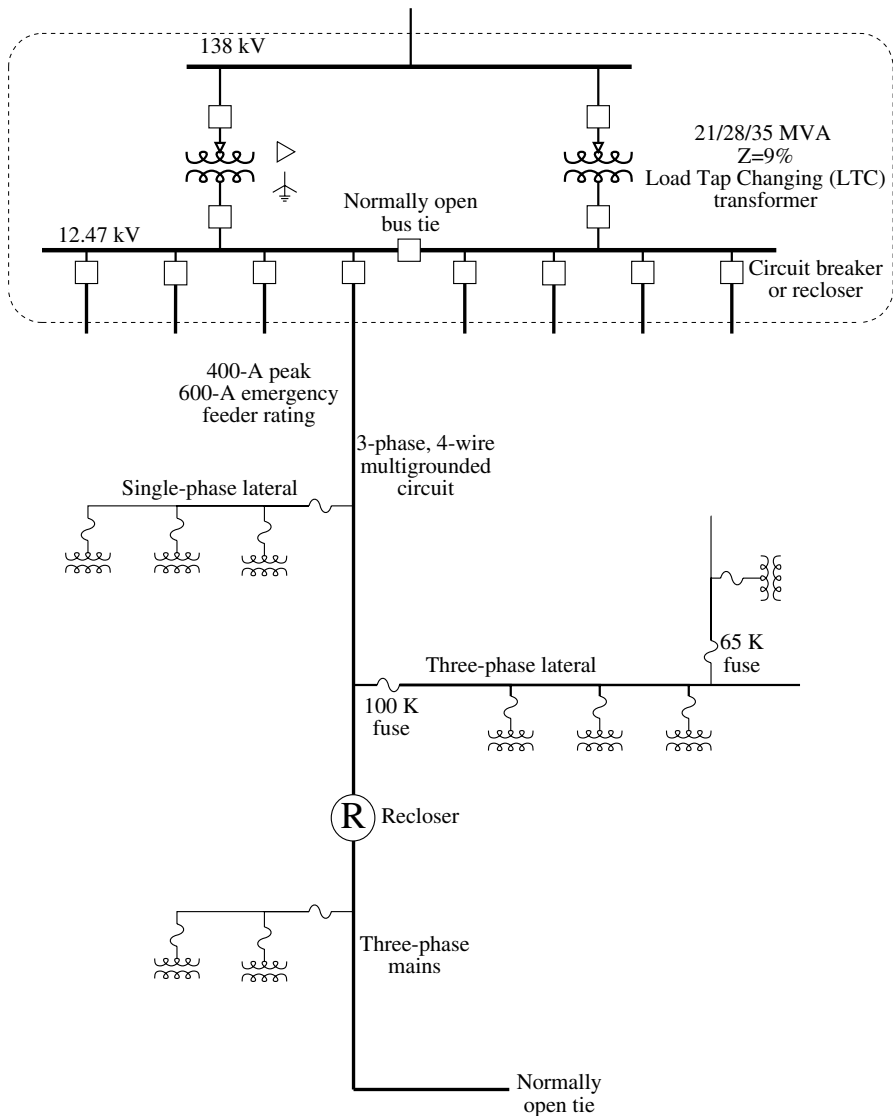 138 kV
21/28/35 MVA
Z=9%
Load Tap Changing (LTC)
transformer
Normally open
bus tie
12.47 kV
Circuit breaker
or recloser
400-A peak
600-A emergency
feeder rating
3-phase, 4-wire
multigrounded
circuit
Single-phase lateral
65 K
fuse
Three-phase lateral
100 K
fuse
R
Recloser
Three-phase
mains
Normally
open tie